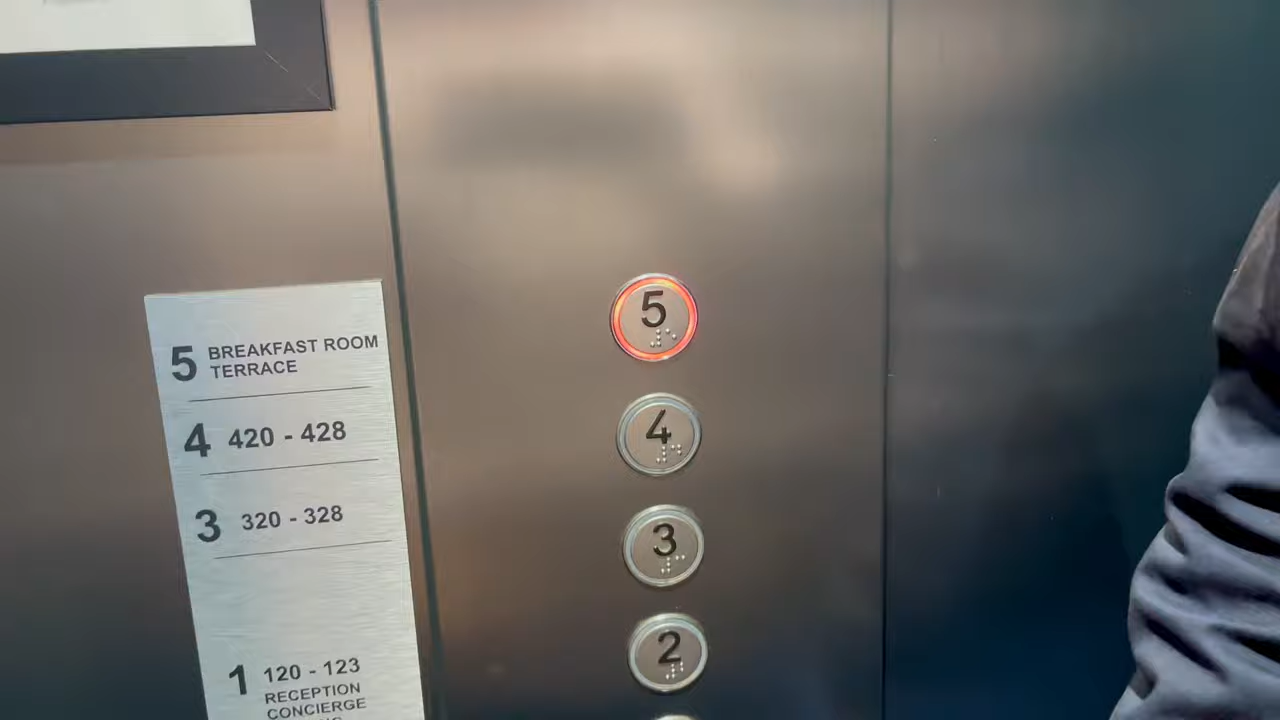 5 BREAKFAST ROOM
TERRACE
4 420 - 428
3 320 - 328
1 120 - 123
RECEPTION
CONCIERGE
5
4
3
2